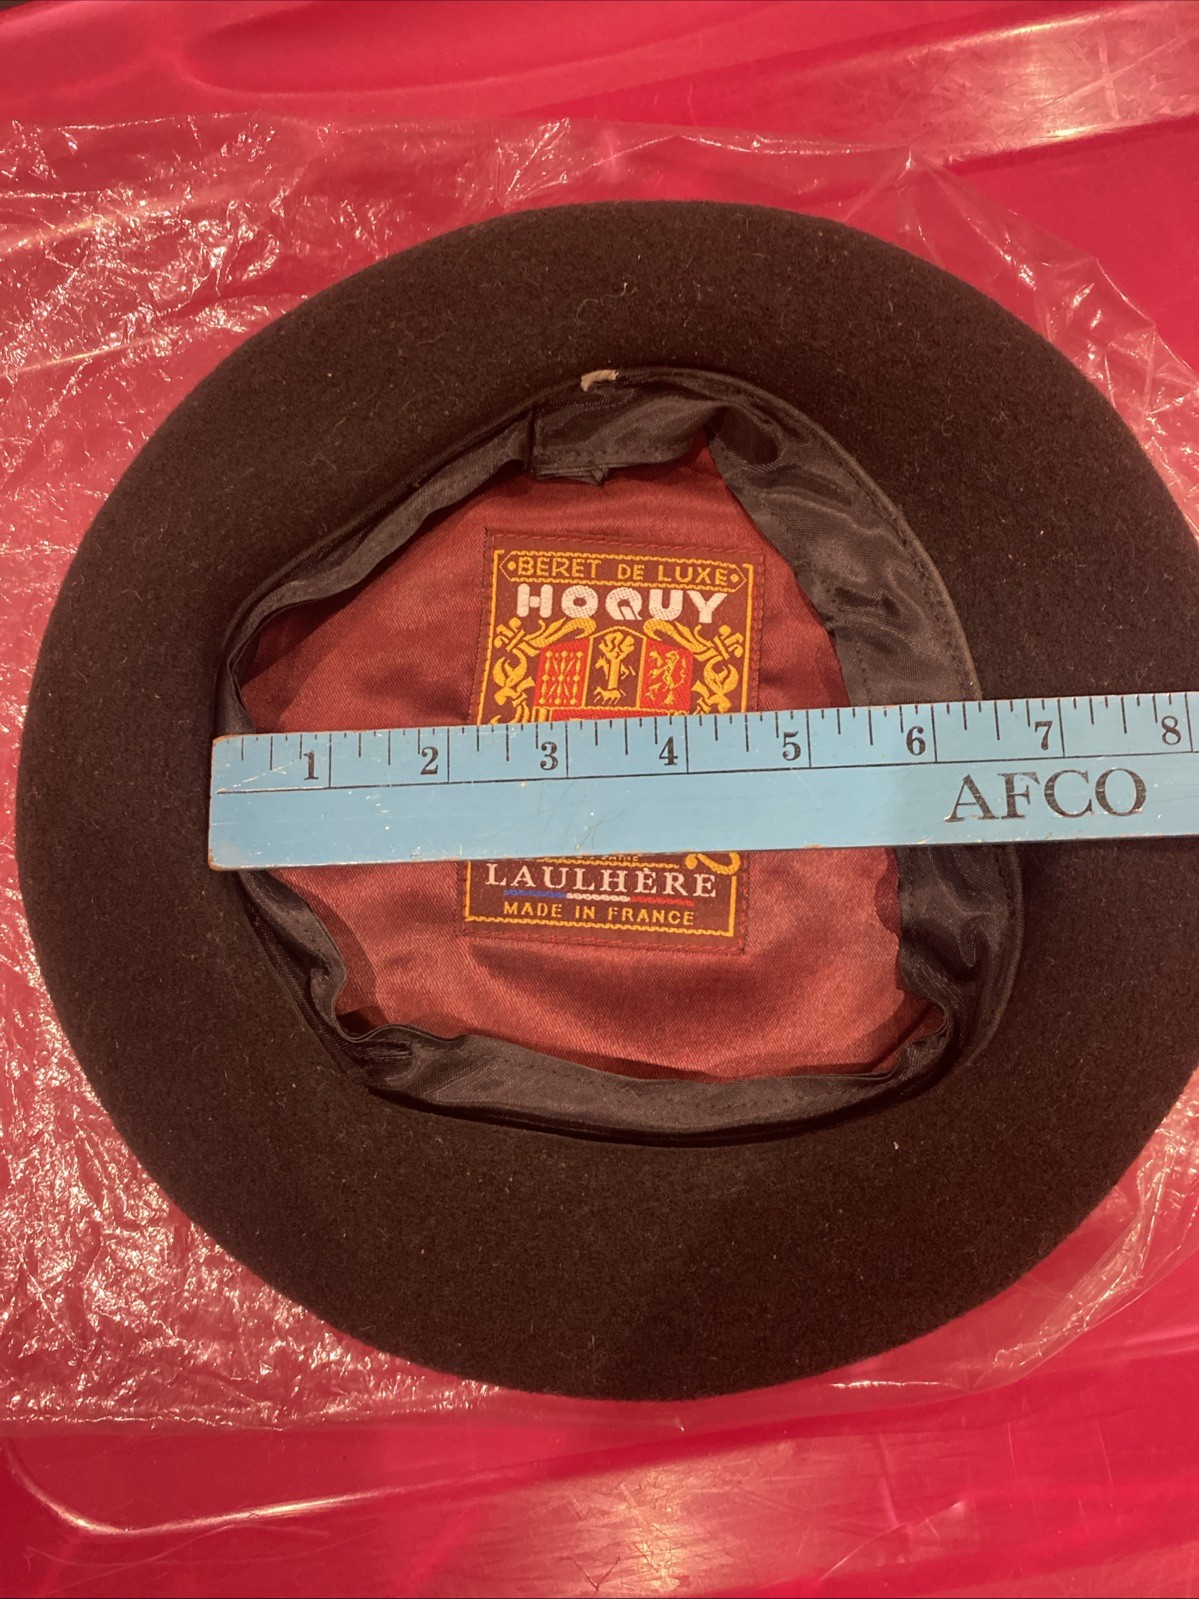 BERET DE LUXE
HOQUY
1 2 3 4 5 6 7 8
AFCO
LAULHÈRE
MADE IN FRANCE